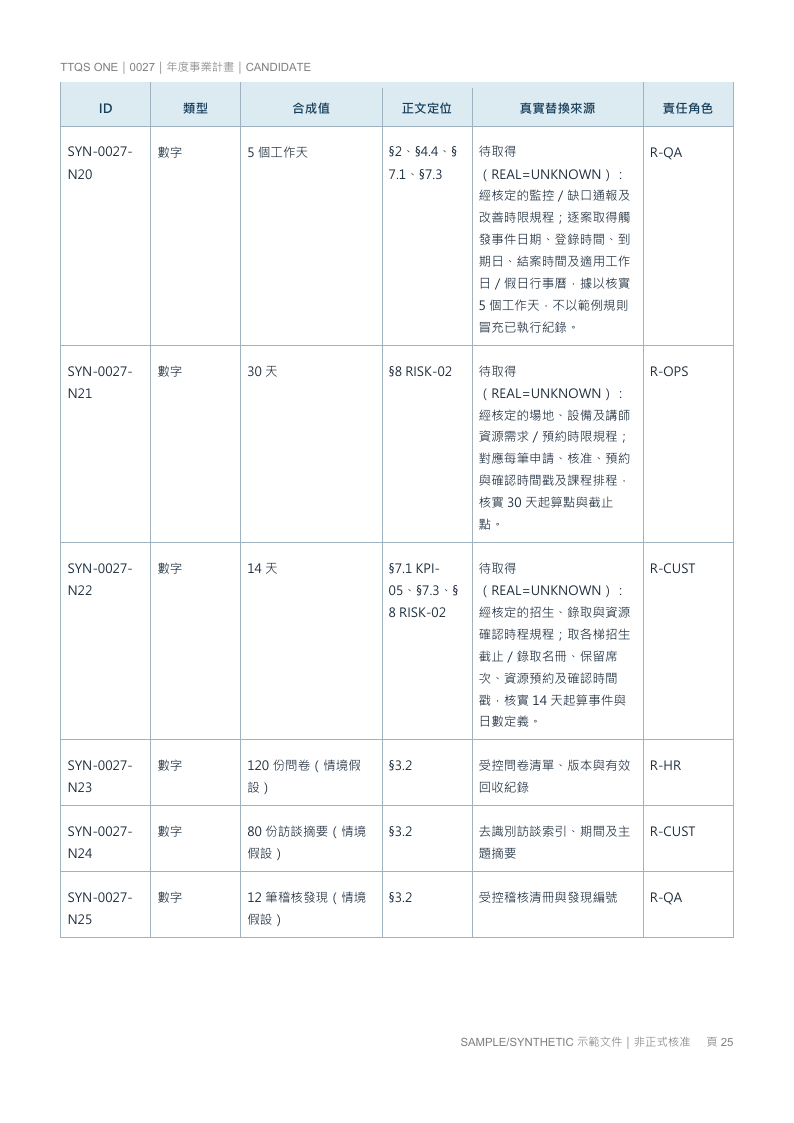 TTQS ONE｜0027｜年度事業計畫｜CANDIDATE
ID 類型 合成值 正文定位 真實替換來源 責任角色
SYN-0027-N20 數字 5 個工作天 §2、§4.4、§7.1、§7.3 待取得（REAL=UNKNOWN）：經核定的監控 / 缺口通報及改善時限規程；逐案取得觸發事件日期、登錄時間、到期日、結案時間及適用工作日 / 假日行事曆，據以核實 5 個工作天，不以範例規則冒充已執行紀錄。 R-QA
SYN-0027-N21 數字 30 天 §8 RISK-02 待取得（REAL=UNKNOWN）：經核定的場地、設備及講師資源需求 / 預約時限規程；對應每筆申請、核准、預約與確認時間戳及課程排程，核實 30 天起算點與截止點。 R-OPS
SYN-0027-N22 數字 14 天 §7.1 KPI-05、§7.3、§8 RISK-02 待取得（REAL=UNKNOWN）：經核定的招生、錄取與資源確認時程規程；取各梯招生截止 / 錄取名冊、保留席次、資源預約及確認時間戳，核實 14 天起算事件與日數定義。 R-CUST
SYN-0027-N23 數字 120 份問卷（情境假設） §3.2 受控問卷清單、版本與有效回收紀錄 R-HR
SYN-0027-N24 數字 80 份訪談摘要（情境假設） §3.2 去識別訪談索引、期間及主題摘要 R-CUST
SYN-0027-N25 數字 12 筆稽核發現（情境假設） §3.2 受控稽核清冊與發現編號 R-QA
SAMPLE/SYNTHETIC 示範文件｜非正式核准 頁 25